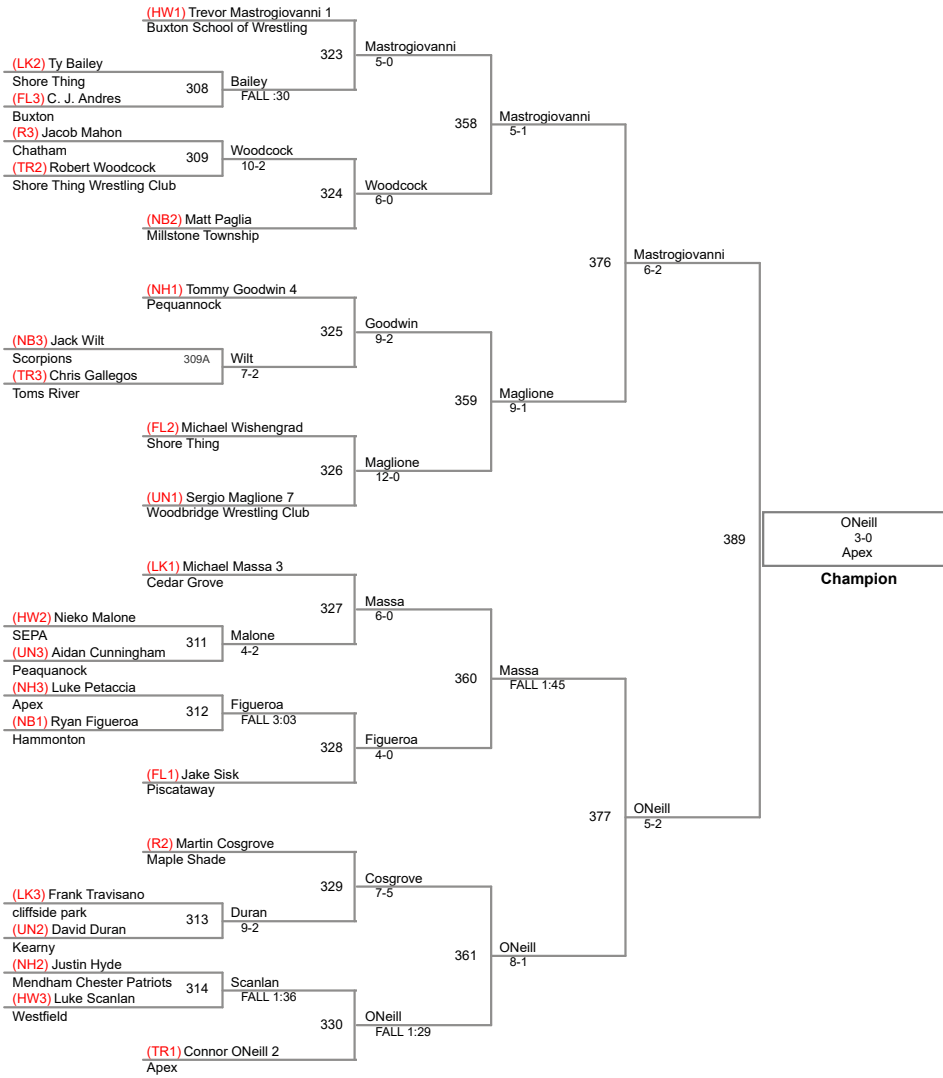 (HW1) Trevor Mastrogiovanni 1
Buxton School of Wrestling
323
Mastrogiovanni
5-0
(LK2) Ty Bailey
Shore Thing
308
Bailey
FALL :30
(FL3) C. J. Andres
Buxton
358
Mastrogiovanni
5-1
(R3) Jacob Mahon
Chatham
309
Woodcock
10-2
(TR2) Robert Woodcock
Shore Thing Wrestling Club
324
Woodcock
6-0
(NB2) Matt Paglia
Millstone Township
376
Mastrogiovanni
6-2
(NH1) Tommy Goodwin 4
Pequannock
325
Goodwin
9-2
(NB3) Jack Wilt
Scorpions
309A
Wilt
7-2
(TR3) Chris Gallegos
Toms River
359
Maglione
9-1
(FL2) Michael Wishengrad
Shore Thing
326
Maglione
12-0
(UN1) Sergio Maglione 7
Woodbridge Wrestling Club
389
ONeill
3-0
Apex
Champion
(LK1) Michael Massa 3
Cedar Grove
327
Massa
6-0
(HW2) Nieko Malone
SEPA
311
Malone
4-2
(UN3) Aidan Cunningham
Peaquanock
360
Massa
FALL 1:45
(NH3) Luke Petaccia
Apex
312
Figueroa
FALL 3:03
(NB1) Ryan Figueroa
Hammonton
328
Figueroa
4-0
(FL1) Jake Sisk
Piscataway
377
ONeill
5-2
(R2) Martin Cosgrove
Maple Shade
329
Cosgrove
7-5
(LK3) Frank Travisano
cliffside park
313
Duran
9-2
(UN2) David Duran
Kearny
361
ONeill
8-1
(NH2) Justin Hyde
Mendham Chester Patriots
314
Scanlan
FALL 1:36
(HW3) Luke Scanlan
Westfield
330
ONeill
FALL 1:29
(TR1) Connor ONeill 2
Apex